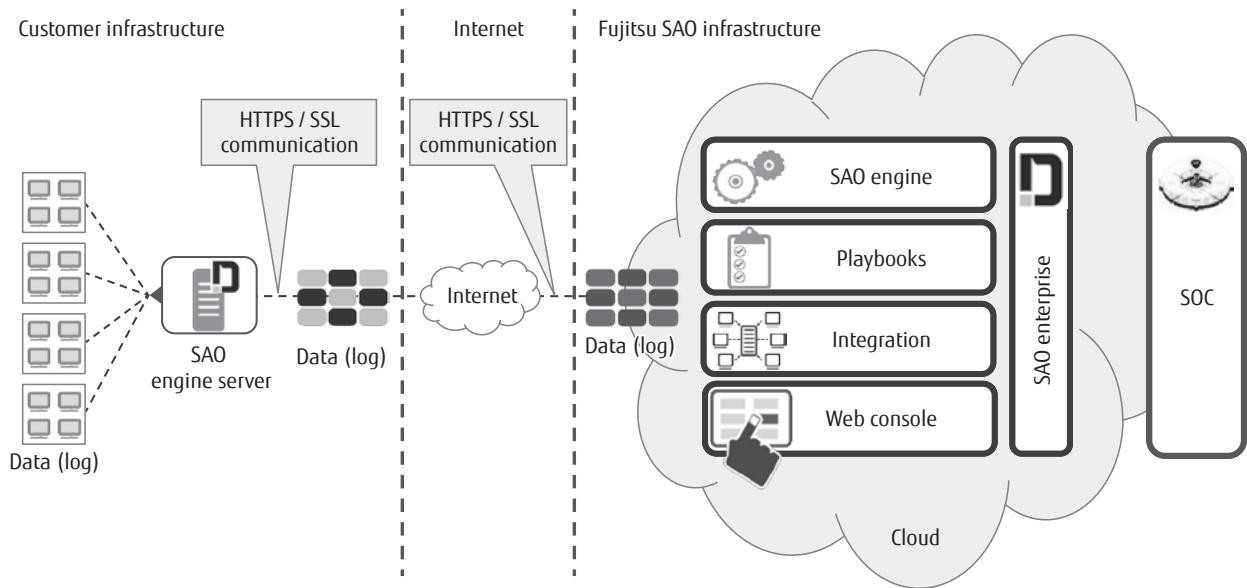 Customer infrastructure
Internet
Fujitsu SAO infrastructure
HTTPS / SSL
communication
HTTPS / SSL
communication
SAO engine
Playbooks
Integration
Web console
SAO enterprise
SOC
Internet
SAO
engine server
Data (log)
Data (log)
Data (log)
Cloud